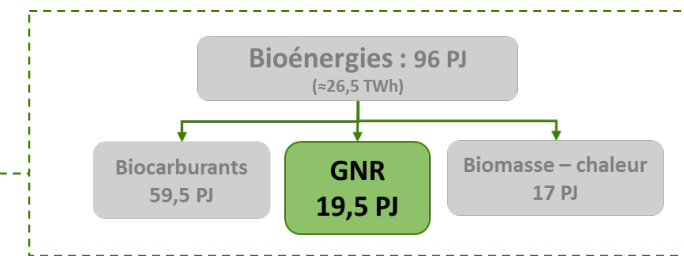 Bioénergies : 96 PJ
(≈26,5 TWh)
Biocarburants
59,5 PJ
GNR
19,5 PJ
Biomasse – chaleur
17 PJ